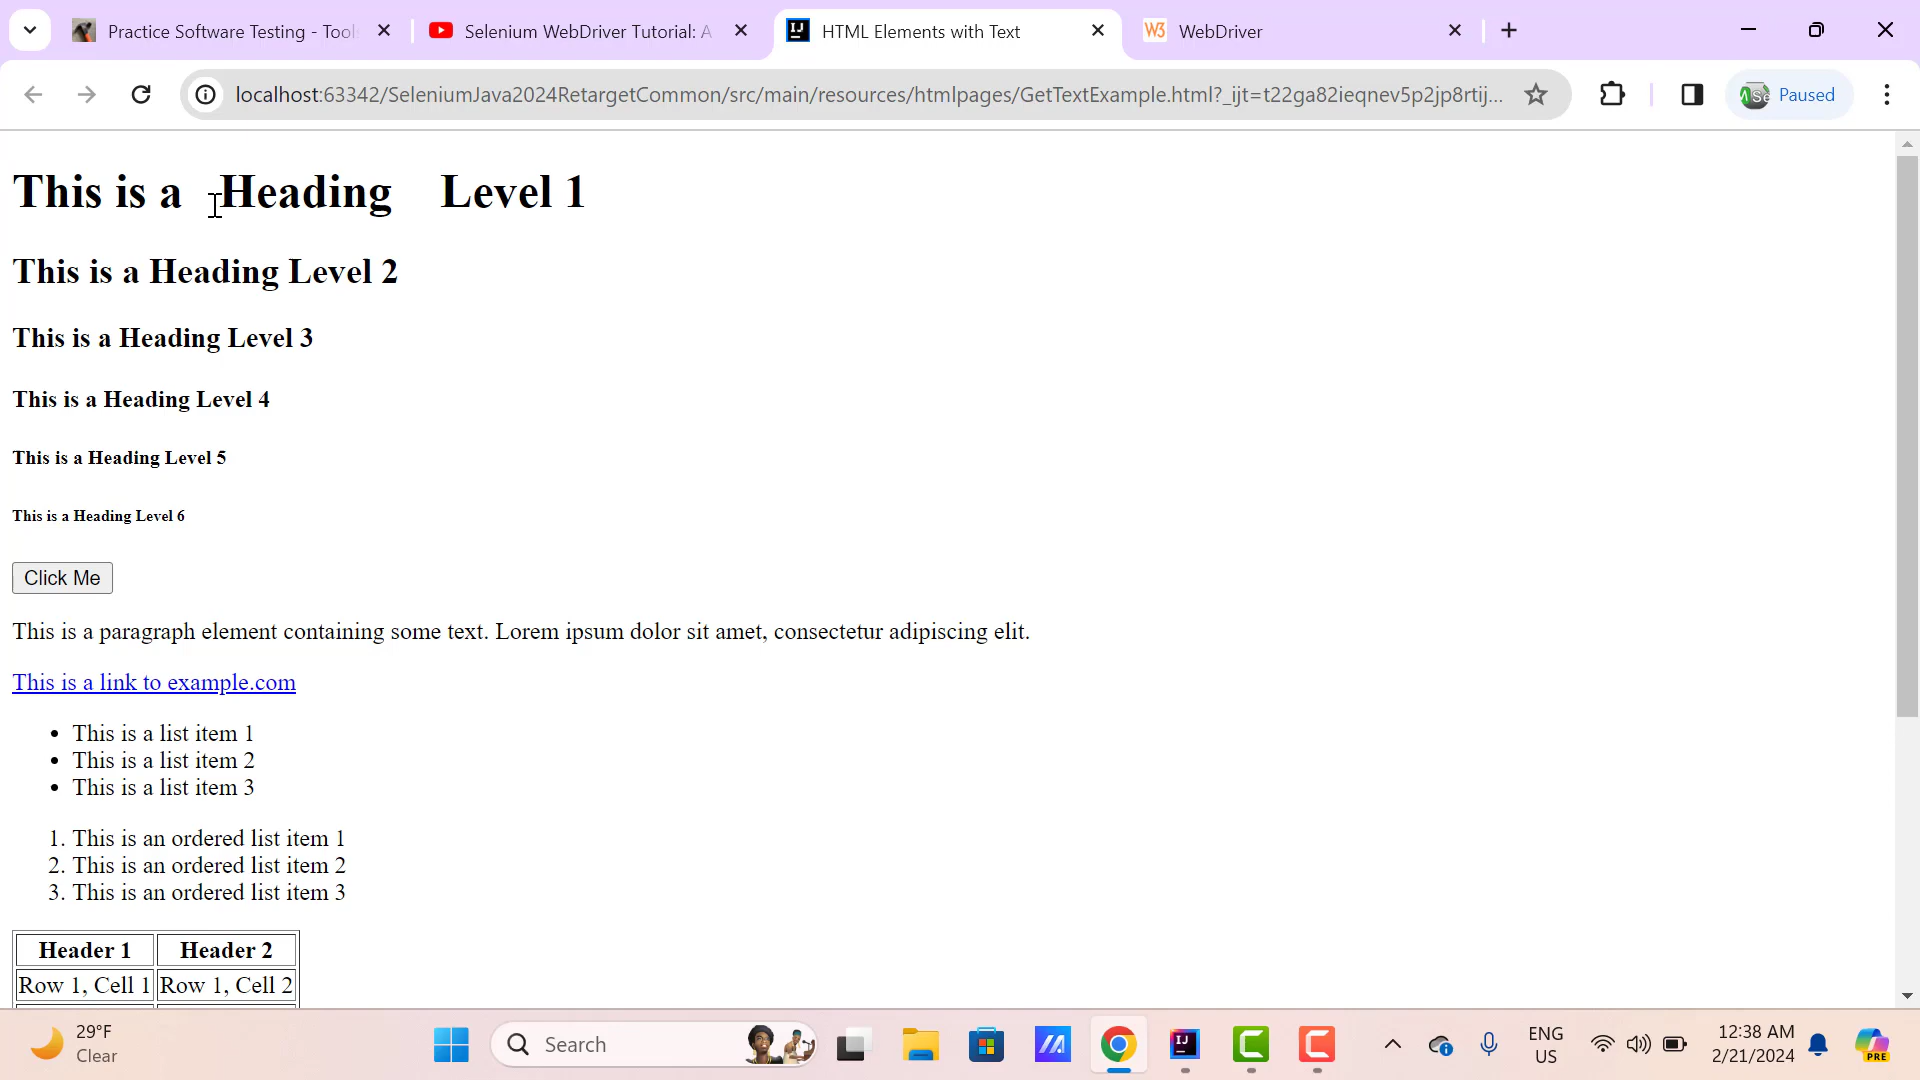 Practice Software Testing - Tool
Selenium WebDriver Tutorial: A
HTML Elements with Text
WebDriver
localhost:63342/SeleniumJava2024RetargetCommon/src/main/resources/htmlpages/GetTextExample.html?_ijt=t22ga82ieqnev5p2jp8rtij...
Paused
This is a   Heading    Level 1
This is a Heading Level 2
This is a Heading Level 3
This is a Heading Level 4
This is a Heading Level 5
This is a Heading Level 6
Click Me
This is a paragraph element containing some text. Lorem ipsum dolor sit amet, consectetur adipiscing elit.
This is a link to example.com
• This is a list item 1
• This is a list item 2
• This is a list item 3
1. This is an ordered list item 1
2. This is an ordered list item 2
3. This is an ordered list item 3
Header 1 Header 2
Row 1, Cell 1 Row 1, Cell 2
29°F
Clear
Search
ENG
US
12:38 AM
2/21/2024
PRE